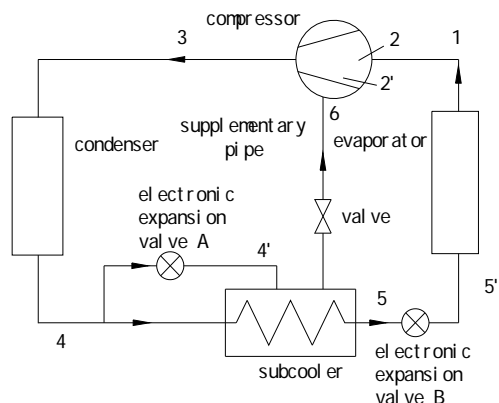 compressor
3
2
1
2'
6
supplementary
pipe
evaporator
condenser
electronic
expansion
valve A
valve
4'
5
5'
4
subcooler
electronic
expansion
valve B